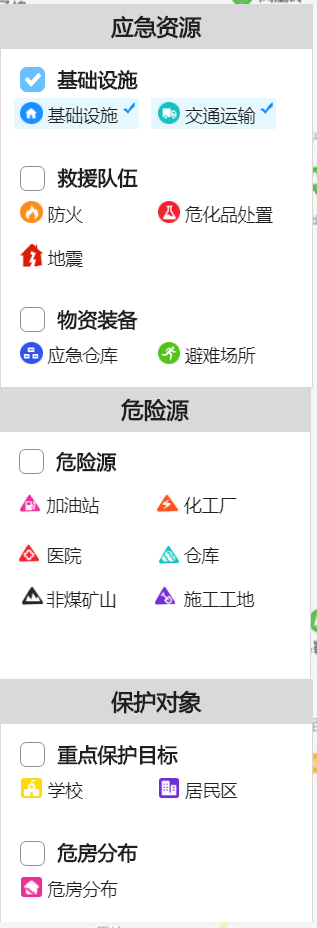 应急资源
基础设施
基础设施 交通运输
救援队伍
防火 危化品处置
地震
物资装备
应急仓库 避难场所
危险源
危险源
加油站 化工厂
医院 仓库
非煤矿山 施工工地
保护对象
重点保护目标
学校 居民区
危房分布
危房分布